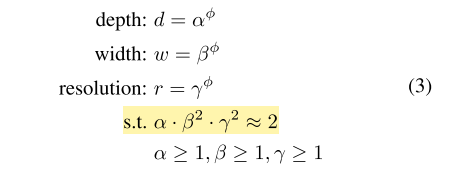 depth: d = α^ϕ
width: w = β^ϕ
resolution: r = γ^ϕ (3)
s.t. α · β² · γ² ≈ 2
α ≥ 1, β ≥ 1, γ ≥ 1